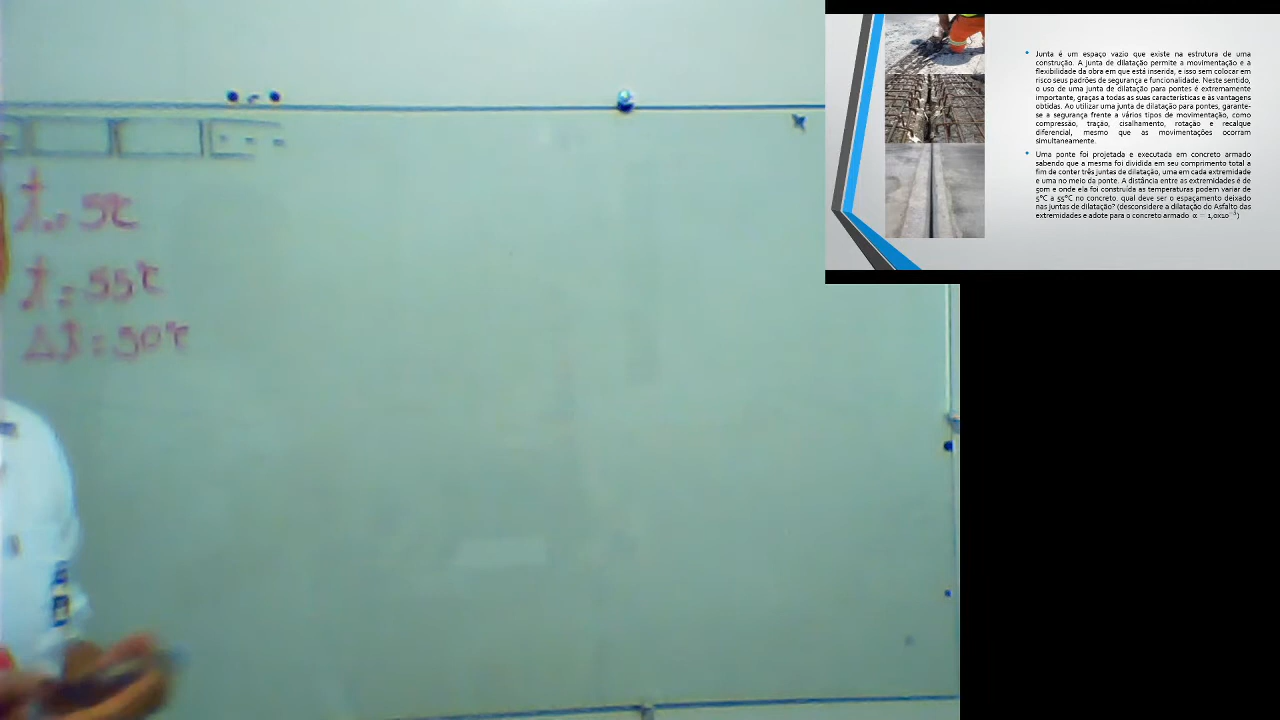 t₀ = 5℃
t = 55℃
Δt = 50℃
• Junta é um espaço vazio que existe na estrutura de uma
construção. A junta de dilatação permite a movimentação e a
flexibilidade da obra em que está inserida, e isso sem colocar em
risco seus padrões de segurança e funcionalidade. Neste sentido,
o uso de uma junta de dilatação para pontes é extremamente
importante, graças a todas as suas características e às vantagens
obtidas. Ao utilizar uma junta de dilatação para pontes, garante-
se a segurança frente a vários tipos de movimentação, como
compressão, tração, cisalhamento, rotação e recalque
diferencial, mesmo que as movimentações ocorram
simultaneamente.
• Uma ponte foi projetada e executada em concreto armado
sabendo que a mesma foi dividida em seu comprimento total a
fim de conter três juntas de dilatação, uma em cada extremidade
e uma no meio da ponte. A distância entre as extremidades é de
50m e onde ela foi construída as temperaturas podem variar de
5°C a 55°C no concreto. qual deve ser o espaçamento deixado
nas juntas de dilatação? (desconsidere a dilatação do Asfalto das
extremidades e adote para o concreto armado α = 1,0x10⁻⁵)